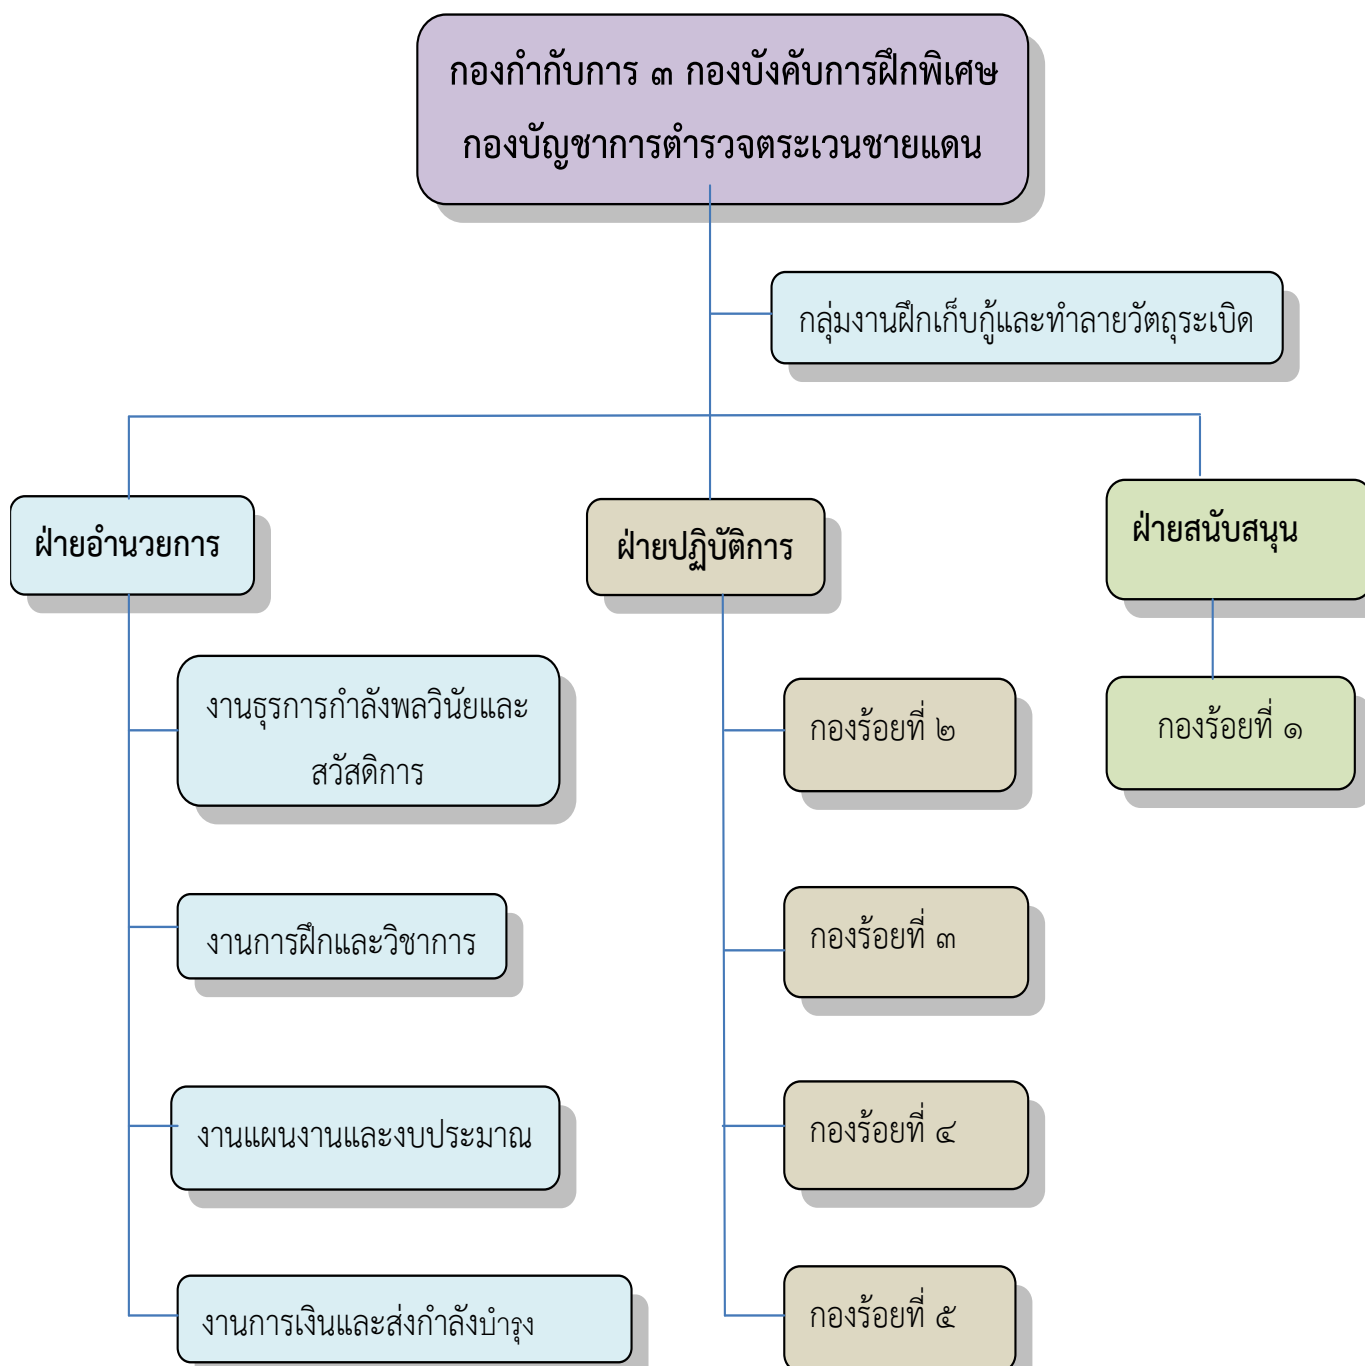 กองกำกับการ ๓ กองบังคับการฝึกพิเศษ
กองบัญชาการตำรวจตระเวนชายแดน
กลุ่มงานฝึกเก็บกู้และทำลายวัตถุระเบิด
ฝ่ายอำนวยการ
ฝ่ายปฏิบัติการ
ฝ่ายสนับสนุน
งานธุรการกำลังพลวินัยและ
สวัสดิการ
กองร้อยที่ ๒
กองร้อยที่ ๑
งานการฝึกและวิชาการ
กองร้อยที่ ๓
งานแผนงานและงบประมาณ
กองร้อยที่ ๔
งานการเงินและส่งกำลังบำรุง
กองร้อยที่ ๕